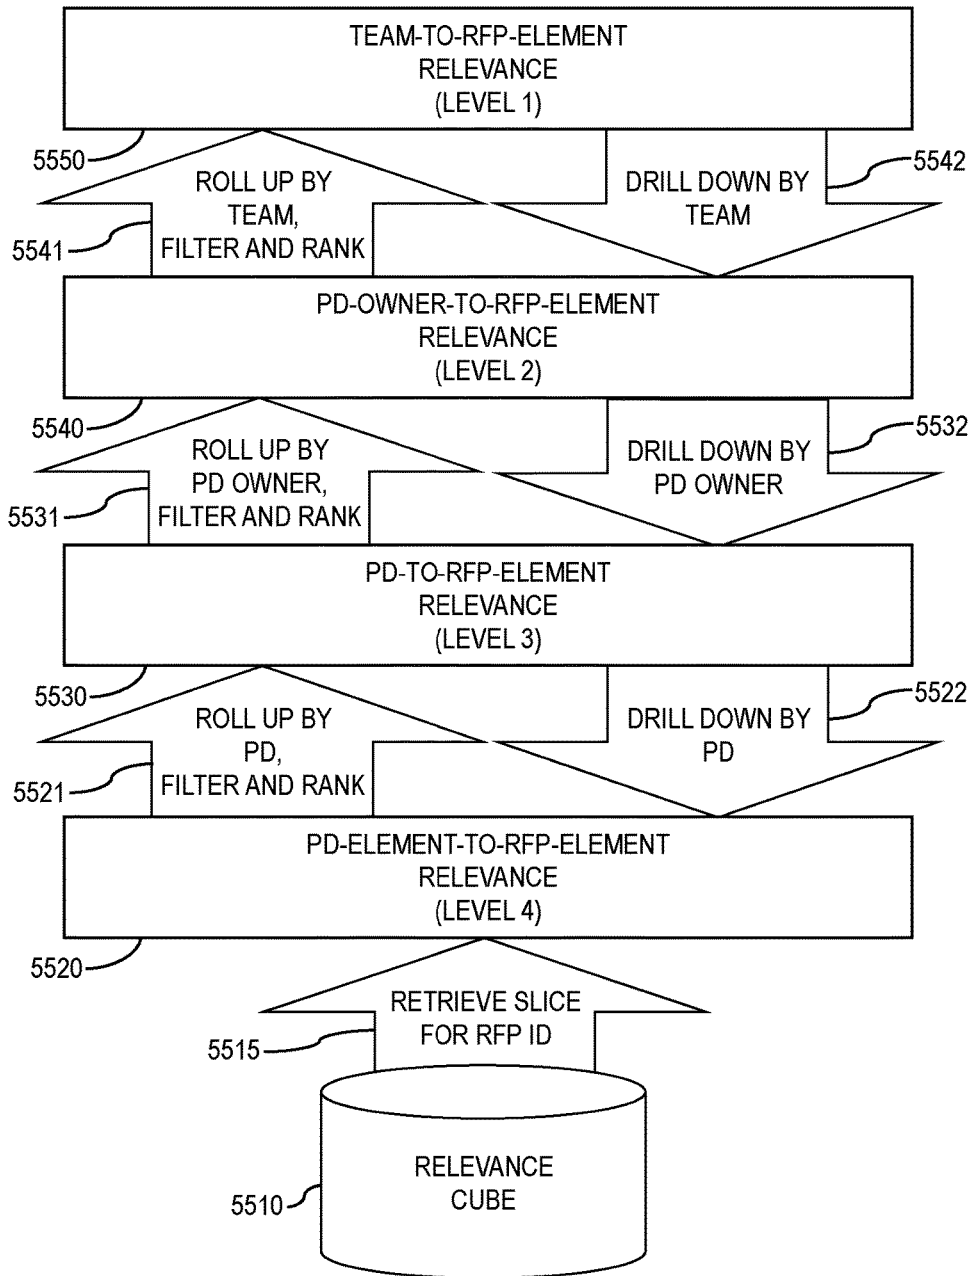 TEAM-TO-RFP-ELEMENT
RELEVANCE
(LEVEL 1)
5550
ROLL UP BY
TEAM,
FILTER AND RANK
5541
DRILL DOWN BY
TEAM
5542
PD-OWNER-TO-RFP-ELEMENT
RELEVANCE
(LEVEL 2)
5540
ROLL UP BY
PD OWNER,
FILTER AND RANK
5531
DRILL DOWN BY
PD OWNER
5532
PD-TO-RFP-ELEMENT
RELEVANCE
(LEVEL 3)
5530
ROLL UP BY
PD,
FILTER AND RANK
5521
DRILL DOWN BY
PD
5522
PD-ELEMENT-TO-RFP-ELEMENT
RELEVANCE
(LEVEL 4)
5520
RETRIEVE SLICE
FOR RFP ID
5515
RELEVANCE
CUBE
5510